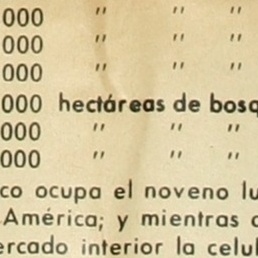 000 " " "
000 " " "
000 " " "
000 hectáreas de bosq
000 " " "
000 " " "
co ocupa el noveno lu
América; y mientras
ercado interior la celul